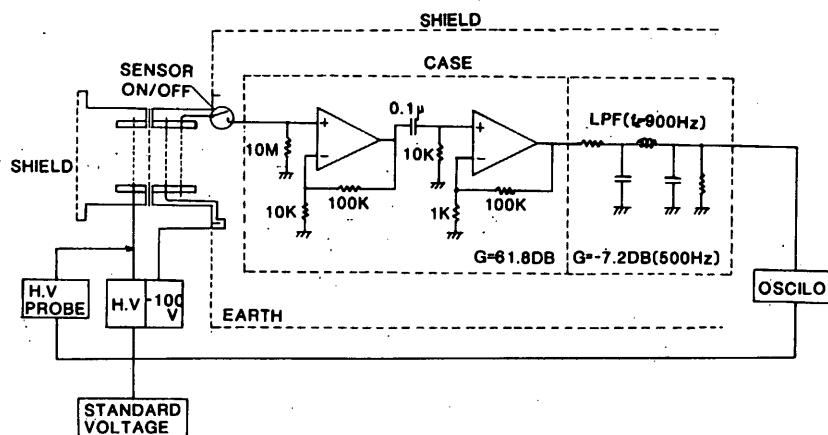 SHIELD
SENSOR
ON/OFF
CASE
0.1μ
LPF(fc=900Hz)
10M
10K
SHIELD
100K
100K
10K
1K
G=61.8DB
G=-7.2DB(500Hz)
H.V
PROBE
H.V
-100
V
EARTH
OSCILO
STANDARD
VOLTAGE